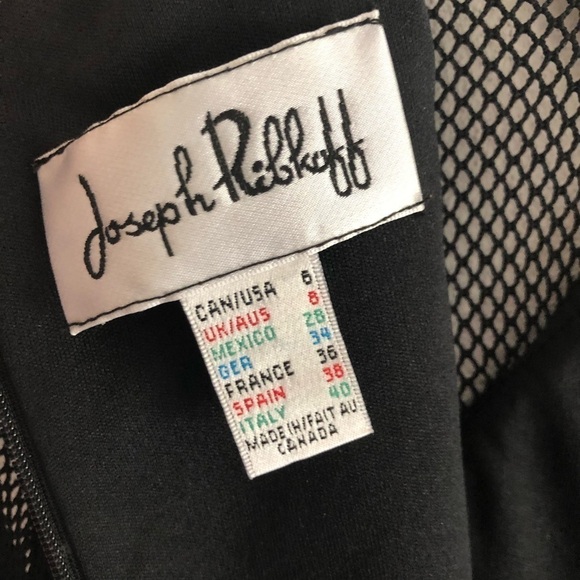 Joseph Ribkoff
CAN/USA 6
UK/AUS 8
MEXICO 28
GER 34
FRANCE 36
SPAIN 38
ITALY 40
MADE IH/FAIT AU
CANADA